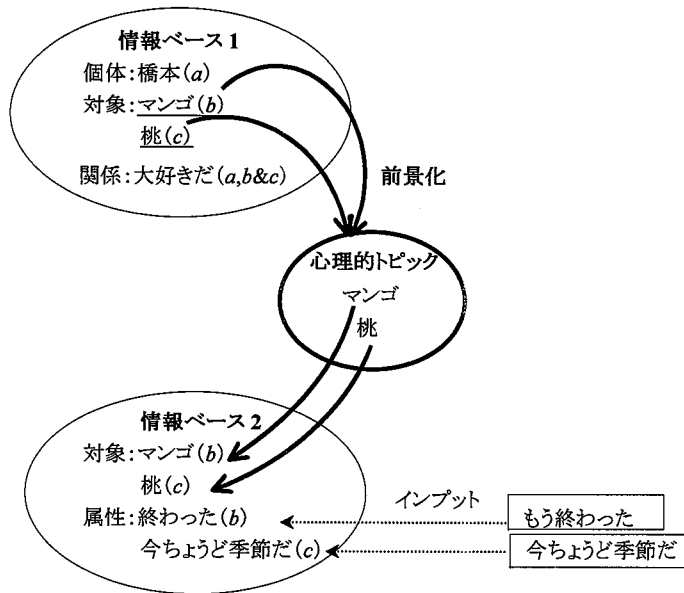 情報ベース1
個体:橋本(a)
対象:マンゴ(b)
桃(c)
関係:大好きだ(a,b&c)
前景化
心理的トピック
マンゴ
桃
情報ベース2
対象:マンゴ(b)
桃(c)
属性:終わった(b)
今ちょうど季節だ(c)
インプット
もう終わった
今ちょうど季節だ